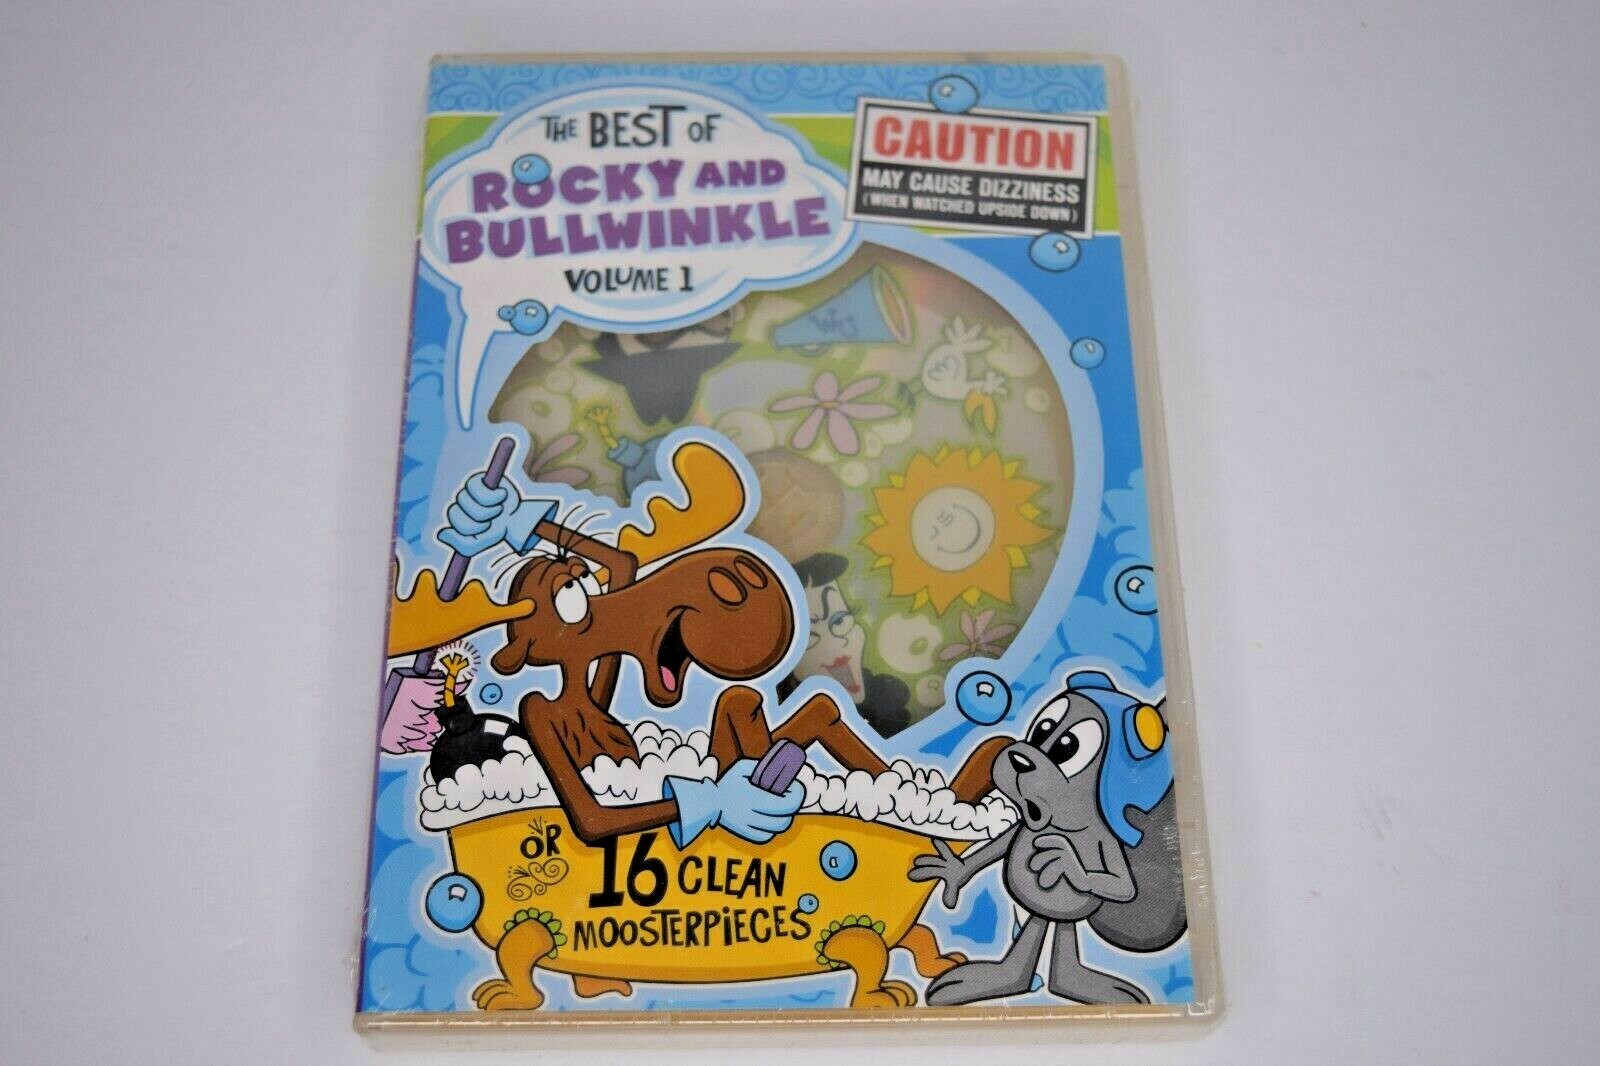 THE BEST OF
ROCKY AND
BULLWINKLE
VOLUME 1
CAUTION
MAY CAUSE DIZZINESS
(WHEN WATCHED UPSIDE DOWN)
OR 16 CLEAN
MOOSTERPIECES